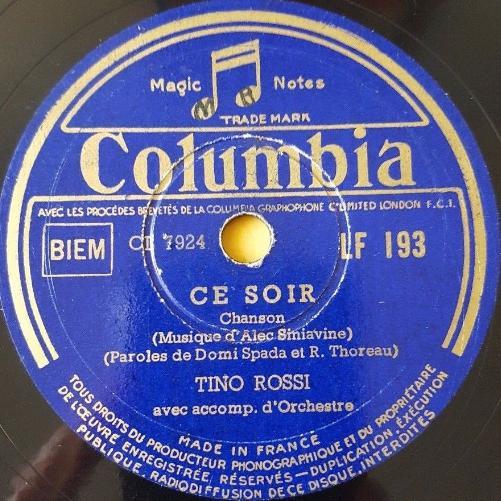 Magic Notes
TRADE MARK
Columbia
AVEC LES PROCÉDÉS BREVETÉS DE LA COLUMBIA GRAPHOPHONE Cº LIMITED LONDON F.C.I.
BIEM CL 7924 LF 193
CE SOIR
Chanson
(Musique d'Alec Siniavine)
(Paroles de Domi Spada et R. Thoreau)
TINO ROSSI
avec accomp. d'Orchestre
MADE IN FRANCE
TOUS DROITS DU PRODUCTEUR PHONOGRAPHIQUE ET DU PROPRIÉTAIRE
DE L'ŒUVRE ENREGISTRÉE, RÉSERVÉS—DUPLICATION EXÉCUTION
PUBLIQUE, RADIODIFFUSION DE CE DISQUE, INTERDITES